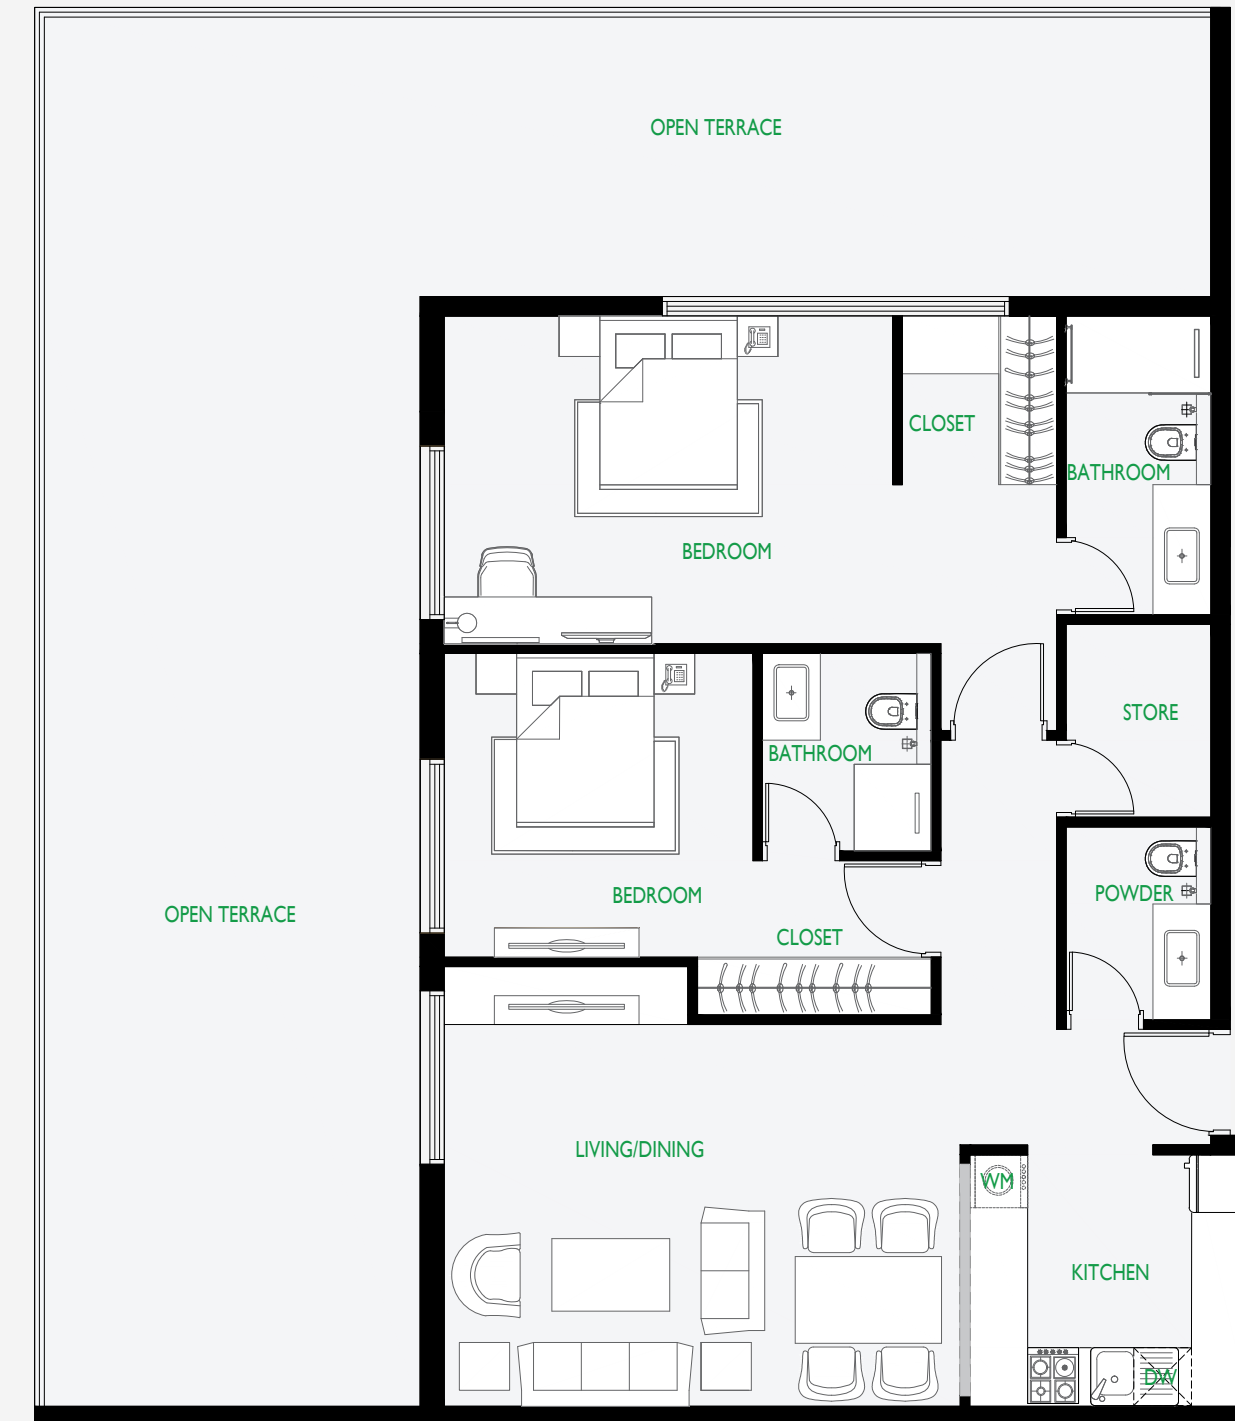 OPEN TERRACE
CLOSET
BATHROOM
BEDROOM
STORE
BATHROOM
BEDROOM
POWDER
OPEN TERRACE
CLOSET
LIVING/DINING
WM
KITCHEN
DW